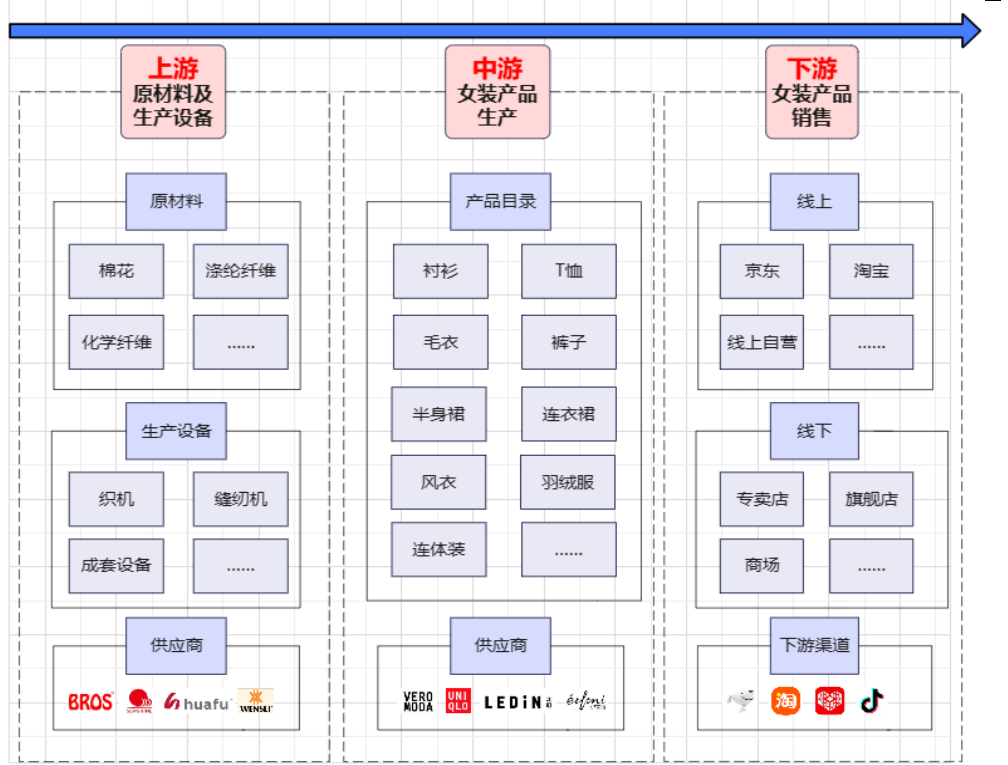 上游
原材料及
生产设备
原材料
棉花
涤纶纤维
化学纤维
......
生产设备
织机
缝纫机
成套设备
......
供应商
BROS
huafu
WENSLI
中游
女装产品
生产
产品目录
衬衫
T恤
毛衣
裤子
半身裙
连衣裙
风衣
羽绒服
连体装
......
供应商
VERO
MODA
UNI
QLO
LEDiN
下游
女装产品
销售
线上
京东
淘宝
线上自营
......
线下
专卖店
旗舰店
商场
......
下游渠道
淘